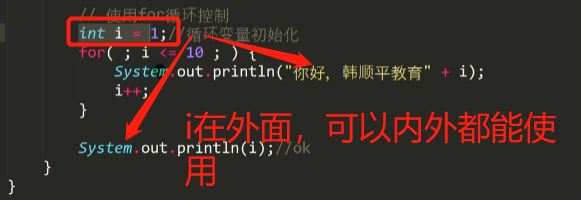 // 使用for循环控制
int i = 1;//循环变量初始化
for( ; i <= 10 ; ) {
System.out.println("你好, 韩顺平教育" + i);
i++;
}
System.out.println(i);//ok
}
}
i在外面，可以内外都能使
用